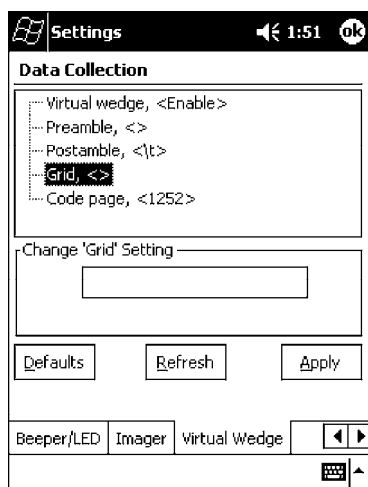 Settings 1:51 ok
Data Collection
Virtual wedge, <Enable>
Preamble, <>
Postamble, <\t>
Grid, <>
Code page, <1252>
Change 'Grid' Setting
Defaults Refresh Apply
Beeper/LED Imager Virtual Wedge